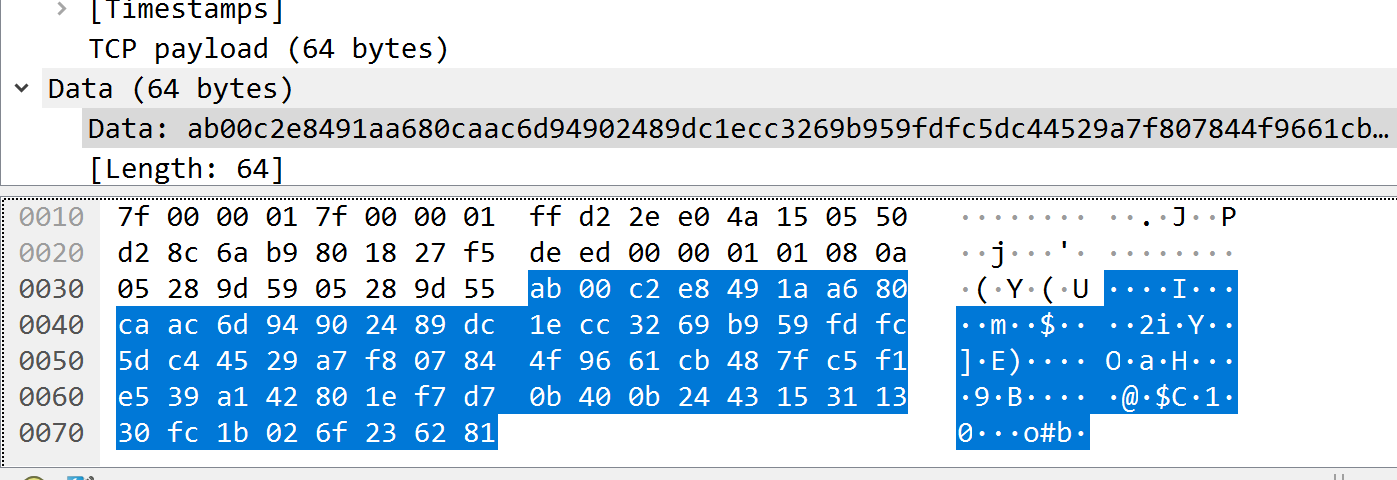 [Timestamps]
TCP payload (64 bytes)
Data (64 bytes)
Data: ab00c2e8491aa680caac6d94902489dc1ecc3269b959fdfc5dc44529a7f807844f9661cb…
[Length: 64]
0010 7f 00 00 01 7f 00 00 01 ff d2 2e e0 4a 15 05 50 ········ ··.·J··P
0020 d2 8c 6a b9 80 18 27 f5 de ed 00 00 01 01 08 0a ··j···'· ········
0030 05 28 9d 59 05 28 9d 55 ab 00 c2 e8 49 1a a6 80 ·(·Y·(·U ····I···
0040 ca ac 6d 94 90 24 89 dc 1e cc 32 69 b9 59 fd fc ··m··$·· ··2i·Y··
0050 5d c4 45 29 a7 f8 07 84 4f 96 61 cb 48 7f c5 f1 ]·E)···· O·a·H···
0060 e5 39 a1 42 80 1e f7 d7 0b 40 0b 24 43 15 31 13 ·9·B···· ·@·$C·1·
0070 30 fc 1b 02 6f 23 62 81 0···o#b·